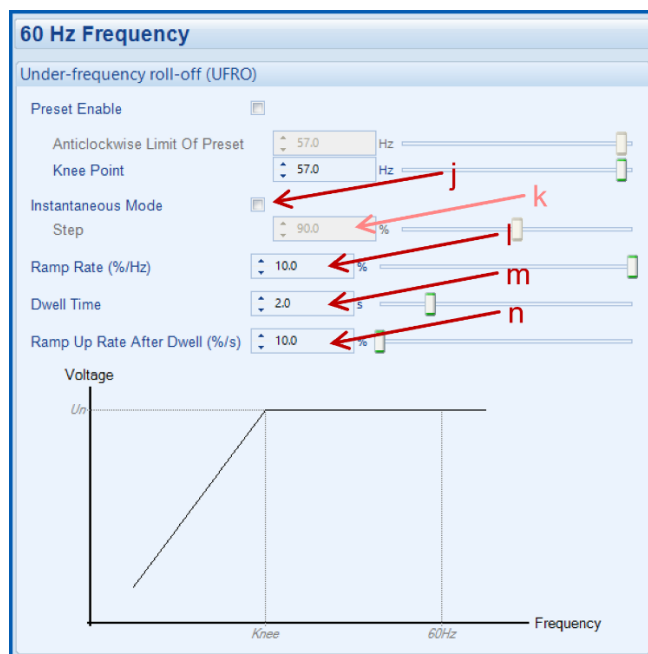 60 Hz Frequency
Under-frequency roll-off (UFRO)
Preset Enable
Anticlockwise Limit Of Preset 57.0 Hz
Knee Point 57.0 Hz
j
Instantaneous Mode
k
Step 90.0 %
l
Ramp Rate (%/Hz) 10.0 %
m
Dwell Time 2.0 s
n
Ramp Up Rate After Dwell (%/s) 10.0 %
Voltage
Un
Frequency
Knee 60Hz